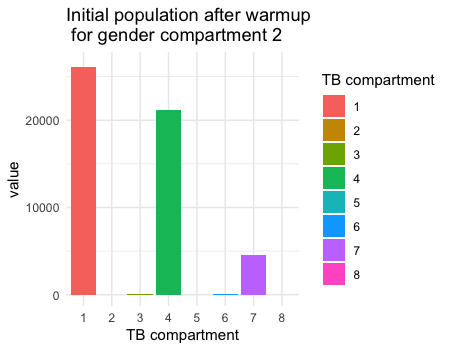 Initial population after warmup
for gender compartment 2
value
20000
10000
0
1 2 3 4 5 6 7 8
TB compartment
TB compartment
1
2
3
4
5
6
7
8